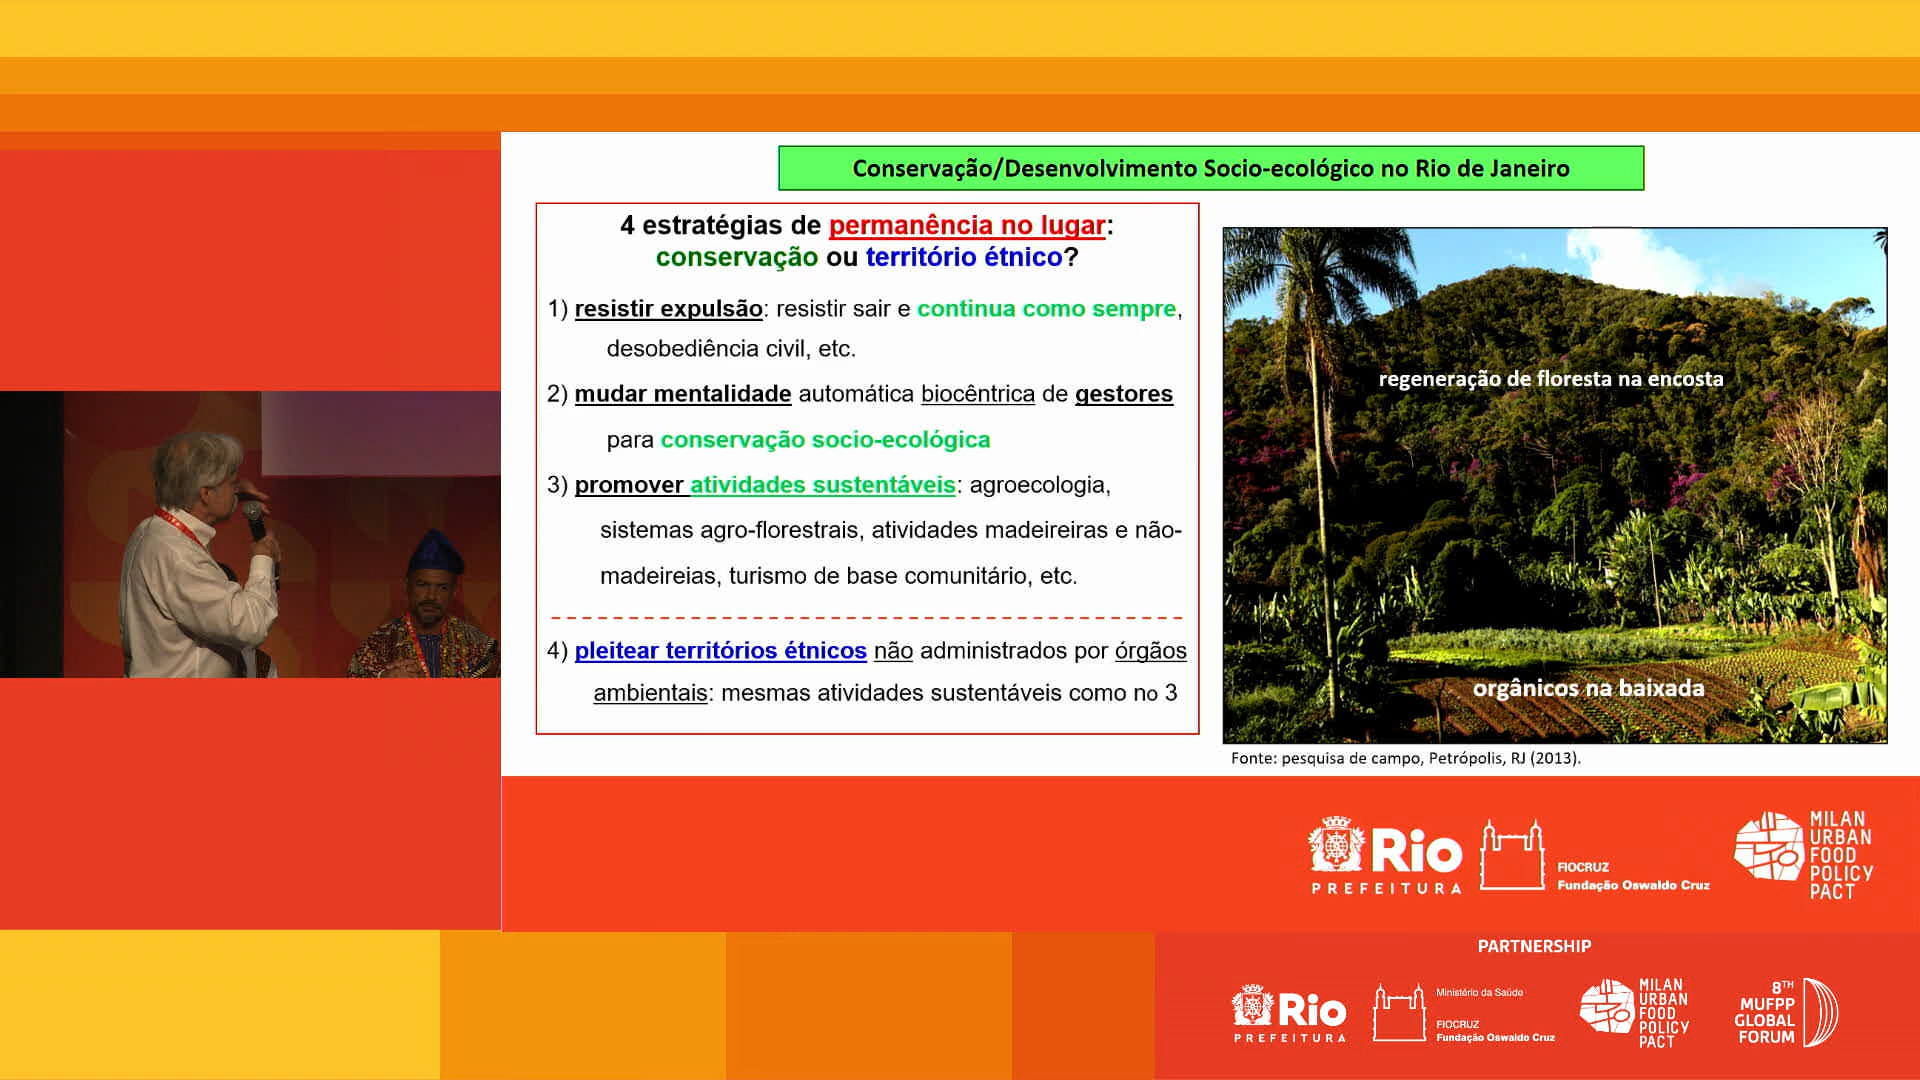 Conservação/Desenvolvimento Socio-ecológico no Rio de Janeiro
4 estratégias de permanência no lugar:
conservação ou território étnico?
1) resistir expulsão: resistir sair e continua como sempre,
desobediência civil, etc.
2) mudar mentalidade automática biocêntrica de gestores
para conservação socio-ecológica
3) promover atividades sustentáveis: agroecologia,
sistemas agro-florestrais, atividades madeireiras e não-
madeireias, turismo de base comunitário, etc.
4) pleitear territórios étnicos não administrados por órgãos
ambientais: mesmas atividades sustentáveis como no 3
regeneração de floresta na encosta
orgânicos na baixada
Fonte: pesquisa de campo, Petrópolis, RJ (2013).
Rio
PREFEITURA
FIOCRUZ
Fundação Oswaldo Cruz
MILAN
URBAN
FOOD
POLICY
PACT
PARTNERSHIP
Rio
PREFEITURA
Ministério da Saúde
FIOCRUZ
Fundação Oswaldo Cruz
MILAN
URBAN
FOOD
POLICY
PACT
8TH
MUFPP
GLOBAL
FORUM